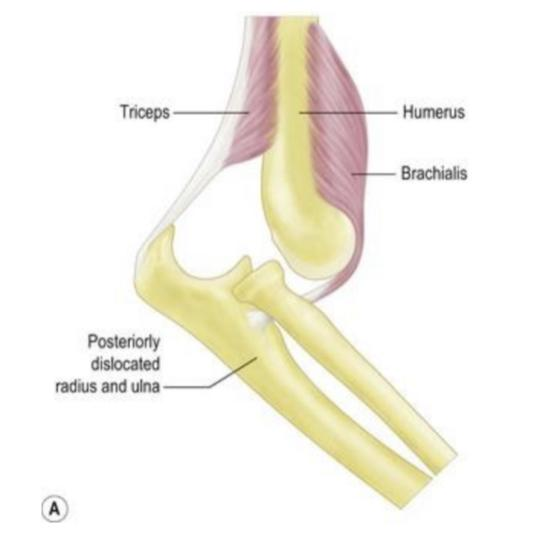 Triceps
Humerus
Brachialis
Posteriorly
dislocated
radius and ulna
A